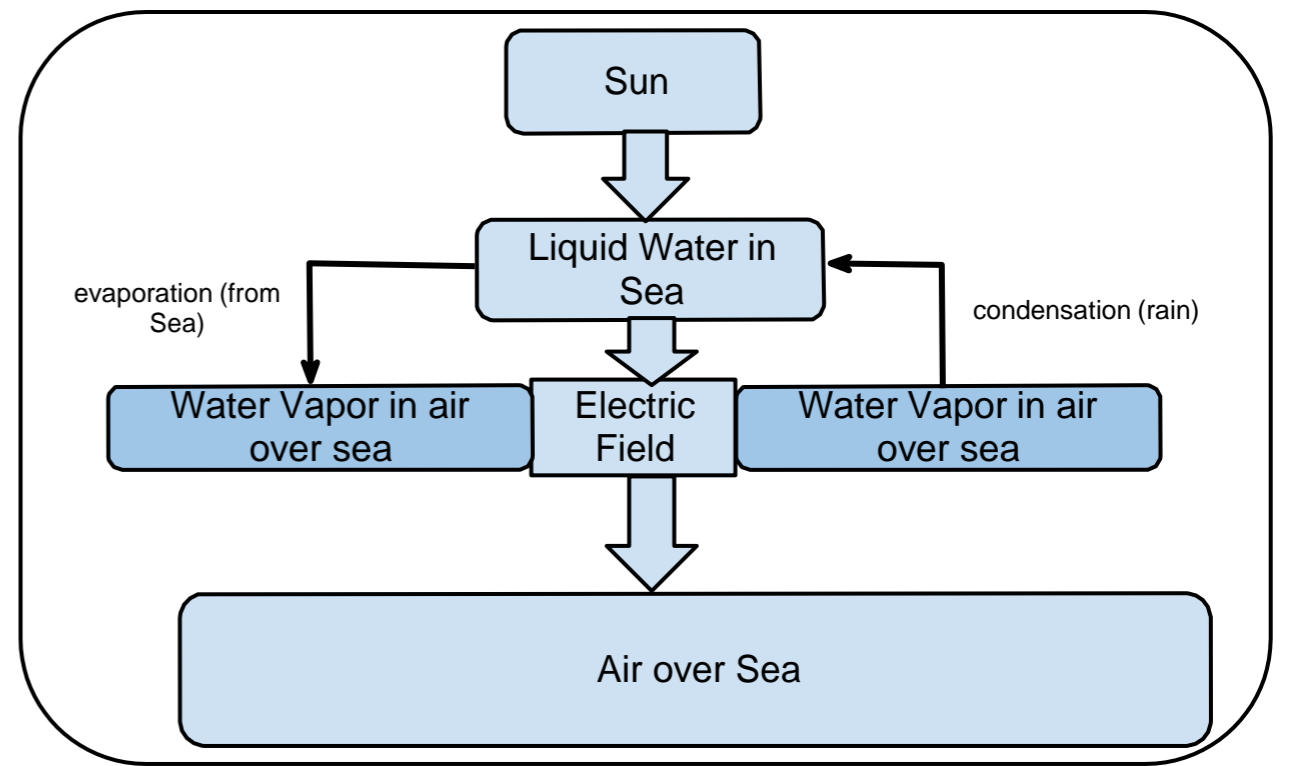 Sun
Liquid Water in
Sea
evaporation (from
Sea)
condensation (rain)
Water Vapor in air
over sea
Electric
Field
Water Vapor in air
over sea
Air over Sea